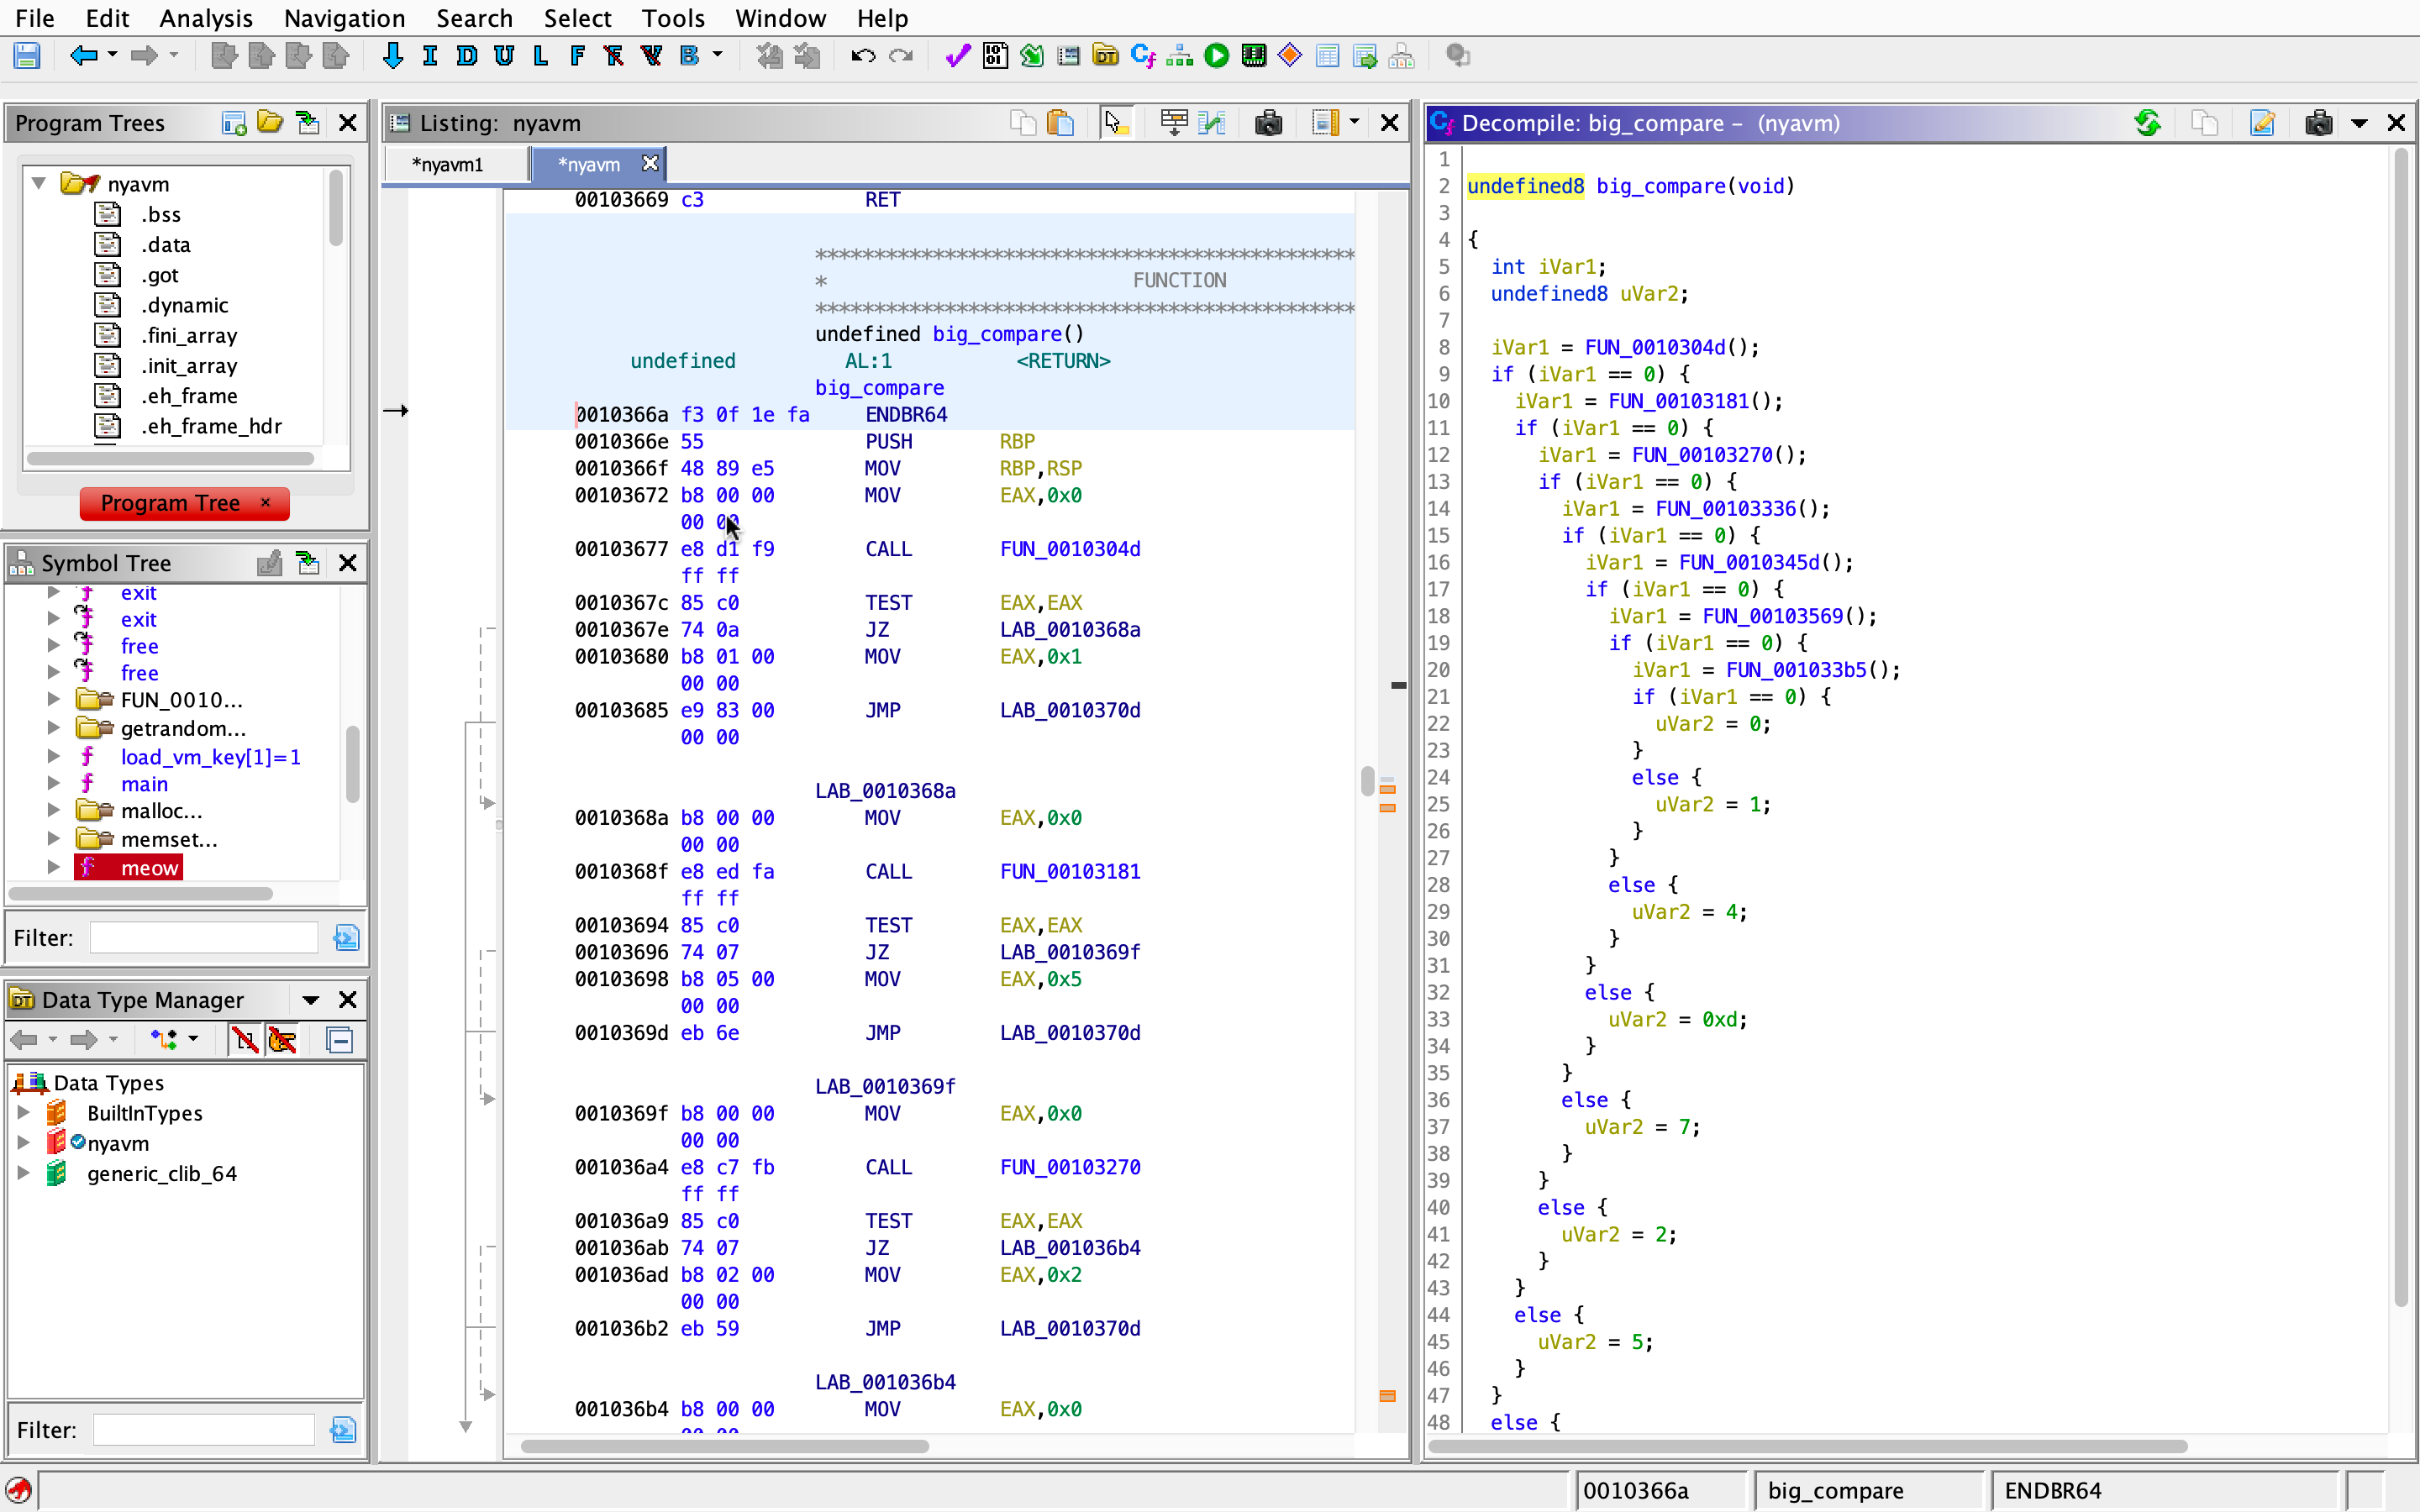 File Edit Analysis Navigation Search Select Tools Window Help
I D U L F B
Program Trees
nyavm
.bss
.data
.got
.dynamic
.fini_array
.init_array
.eh_frame
.eh_frame_hdr
Program Tree ×
Symbol Tree
exit
exit
free
free
FUN_0010...
getrandom...
load_vm_key[1]=1
main
malloc...
memset...
meow
Filter:
Data Type Manager
Data Types
BuiltInTypes
nyavm
generic_clib_64
Filter:
Listing: nyavm
*nyavm1 *nyavm
00103669 c3 RET
****************************************************
* FUNCTION
****************************************************
undefined big_compare()
undefined AL:1 <RETURN>
big_compare
0010366a f3 0f 1e fa ENDBR64
0010366e 55 PUSH RBP
0010366f 48 89 e5 MOV RBP,RSP
00103672 b8 00 00 MOV EAX,0x0
00 00
00103677 e8 d1 f9 CALL FUN_0010304d
ff ff
0010367c 85 c0 TEST EAX,EAX
0010367e 74 0a JZ LAB_0010368a
00103680 b8 01 00 MOV EAX,0x1
00 00
00103685 e9 83 00 JMP LAB_0010370d
00 00
LAB_0010368a
0010368a b8 00 00 MOV EAX,0x0
00 00
0010368f e8 ed fa CALL FUN_00103181
ff ff
00103694 85 c0 TEST EAX,EAX
00103696 74 07 JZ LAB_0010369f
00103698 b8 05 00 MOV EAX,0x5
00 00
0010369d eb 6e JMP LAB_0010370d
LAB_0010369f
0010369f b8 00 00 MOV EAX,0x0
00 00
001036a4 e8 c7 fb CALL FUN_00103270
ff ff
001036a9 85 c0 TEST EAX,EAX
001036ab 74 07 JZ LAB_001036b4
001036ad b8 02 00 MOV EAX,0x2
00 00
001036b2 eb 59 JMP LAB_0010370d
LAB_001036b4
001036b4 b8 00 00 MOV EAX,0x0
00 00
Decompile: big_compare – (nyavm)
1
2 undefined8 big_compare(void)
3
4 {
5 int iVar1;
6 undefined8 uVar2;
7
8 iVar1 = FUN_0010304d();
9 if (iVar1 == 0) {
10 iVar1 = FUN_00103181();
11 if (iVar1 == 0) {
12 iVar1 = FUN_00103270();
13 if (iVar1 == 0) {
14 iVar1 = FUN_00103336();
15 if (iVar1 == 0) {
16 iVar1 = FUN_0010345d();
17 if (iVar1 == 0) {
18 iVar1 = FUN_00103569();
19 if (iVar1 == 0) {
20 iVar1 = FUN_001033b5();
21 if (iVar1 == 0) {
22 uVar2 = 0;
23 }
24 else {
25 uVar2 = 1;
26 }
27 }
28 else {
29 uVar2 = 4;
30 }
31 }
32 else {
33 uVar2 = 0xd;
34 }
35 }
36 else {
37 uVar2 = 7;
38 }
39 }
40 else {
41 uVar2 = 2;
42 }
43 }
44 else {
45 uVar2 = 5;
46 }
47 }
48 else {
0010366a big_compare ENDBR64